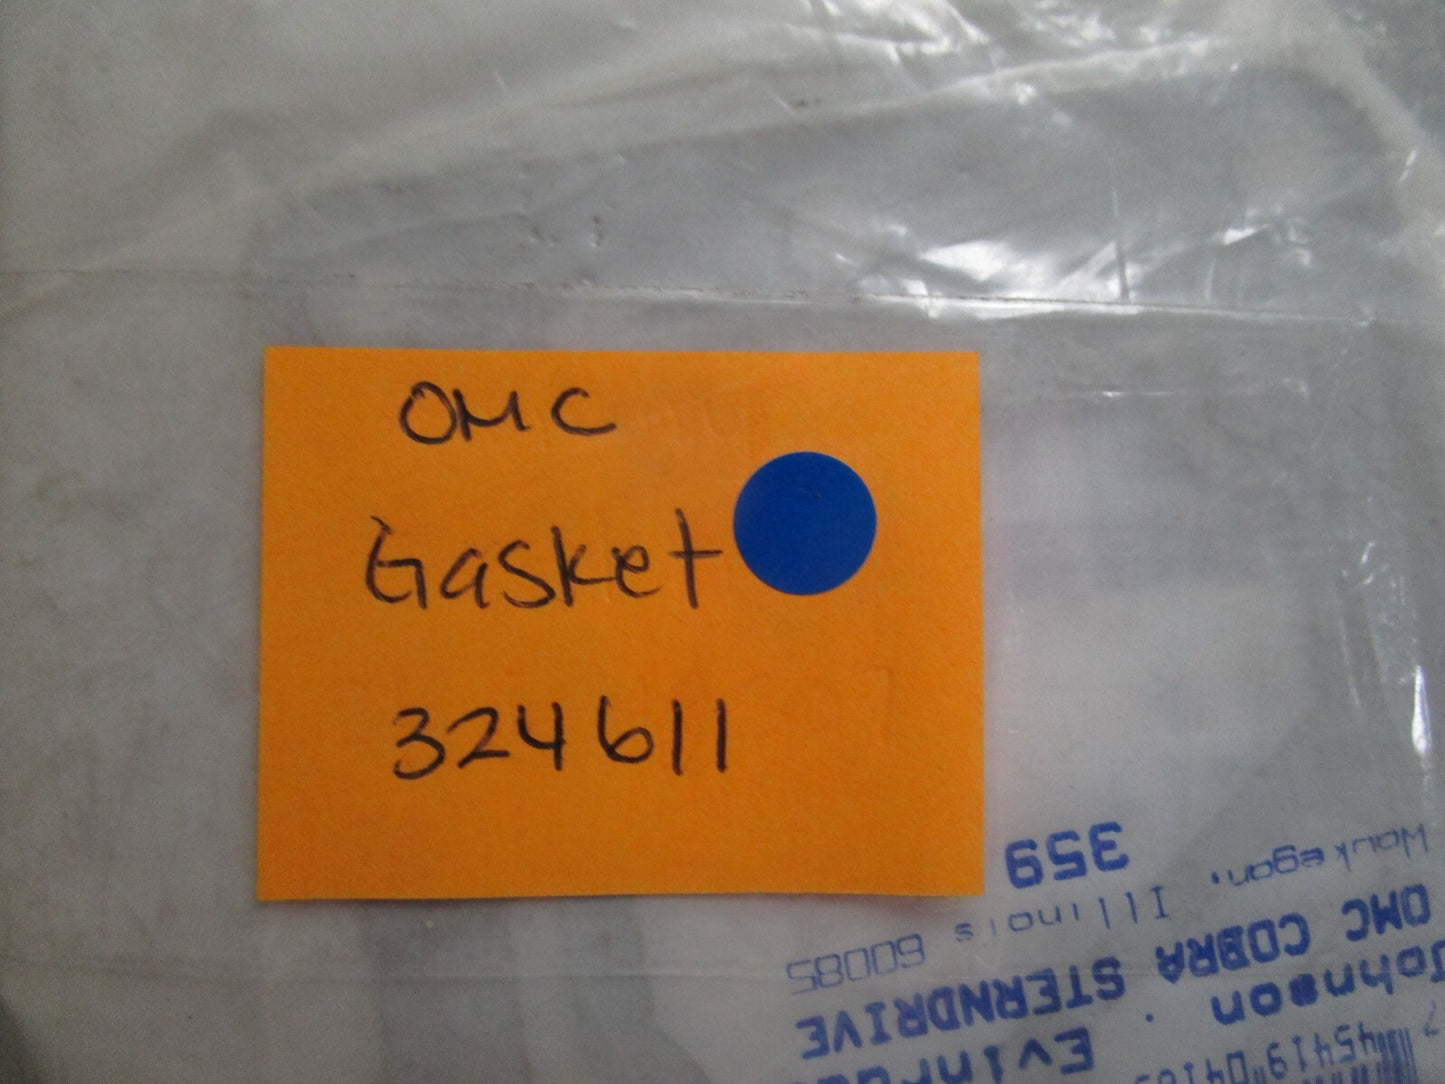 OMC
Gasket
324611
359
Waukegan, Illinois 60085
OMC COBRA STERNDRIVE
Johnson . Evinrude